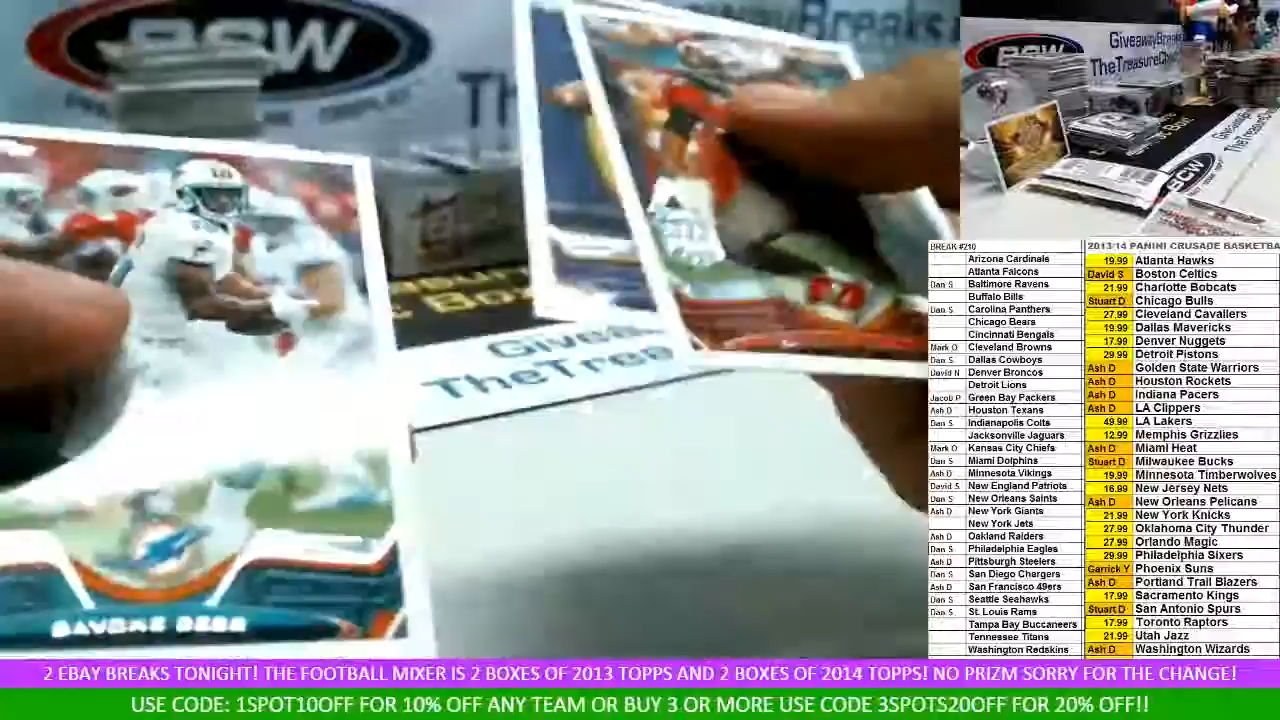 BSW
GiveawayBreaks
TheTreasureCh
BCW
Giveaw
TheTrea
BREAK #210
Arizona Cardinals
Atlanta Falcons
Dan S Baltimore Ravens
Buffalo Bills
Dan S Carolina Panthers
Chicago Bears
Cincinnati Bengals
Mark O Cleveland Browns
Dan S Dallas Cowboys
David N Denver Broncos
Detroit Lions
Jacob P Green Bay Packers
Ash D Houston Texans
Dan S Indianapolis Colts
Jacksonville Jaguars
Mark O Kansas City Chiefs
Dan S Miami Dolphins
Ash D Minnesota Vikings
David S New England Patriots
Dan S New Orleans Saints
Ash D New York Giants
New York Jets
Ash D Oakland Raiders
Dan S Philadelphia Eagles
Ash D Pittsburgh Steelers
Dan S San Diego Chargers
Ash D San Francisco 49ers
Dan S Seattle Seahawks
Dan S St. Louis Rams
Tampa Bay Buccaneers
Tennessee Titans
Washington Redskins
2013/14 PANINI CRUSADE BASKETBA
19.99 Atlanta Hawks
David S Boston Celtics
21.99 Charlotte Bobcats
Stuart D Chicago Bulls
27.99 Cleveland Cavaliers
19.99 Dallas Mavericks
17.99 Denver Nuggets
29.99 Detroit Pistons
Ash D Golden State Warriors
Ash D Houston Rockets
Ash D Indiana Pacers
Ash D LA Clippers
49.99 LA Lakers
12.99 Memphis Grizzlies
Ash D Miami Heat
Stuart D Milwaukee Bucks
19.99 Minnesota Timberwolves
16.99 New Jersey Nets
Ash D New Orleans Pelicans
21.99 New York Knicks
27.99 Oklahoma City Thunder
27.99 Orlando Magic
29.99 Philadelphia Sixers
Garrick Y Phoenix Suns
Ash D Portland Trail Blazers
17.99 Sacramento Kings
Stuart D San Antonio Spurs
17.99 Toronto Raptors
21.99 Utah Jazz
Ash D Washington Wizards
2 EBAY BREAKS TONIGHT! THE FOOTBALL MIXER IS 2 BOXES OF 2013 TOPPS AND 2 BOXES OF 2014 TOPPS! NO PRIZM SORRY FOR THE CHANGE!
USE CODE: 1SPOT10OFF FOR 10% OFF ANY TEAM OR BUY 3 OR MORE USE CODE 3SPOTS20OFF FOR 20% OFF!!